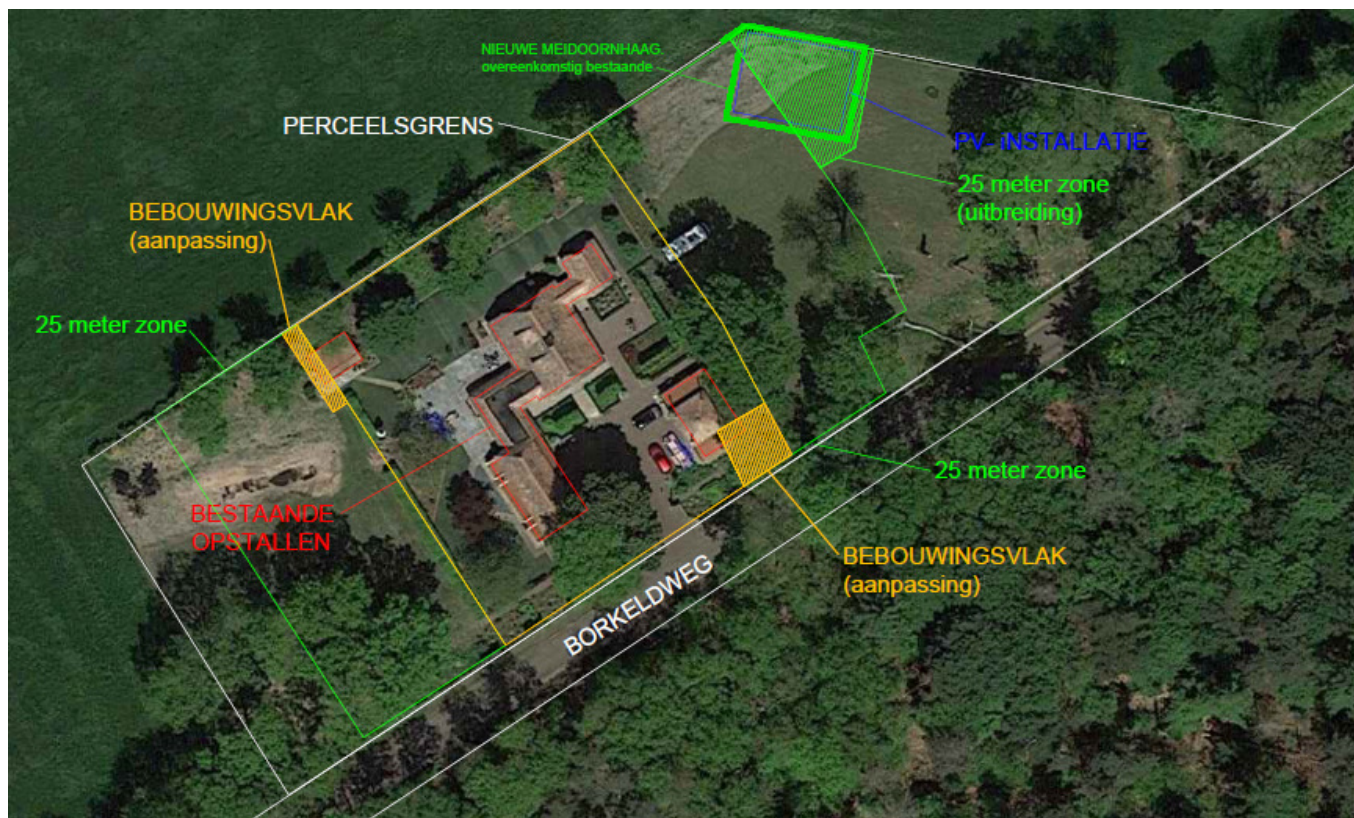 NIEUWE MEIDOORNHAAG
overeenkomstig bestaande
PERCEELSGRENS
PV- iNSTALLATIE
25 meter zone
(uitbreiding)
BEBOUWINGSVLAK
(aanpassing)
25 meter zone
25 meter zone
BESTAANDE
OPSTALLEN
BEBOUWINGSVLAK
(aanpassing)
BORKELDWEG